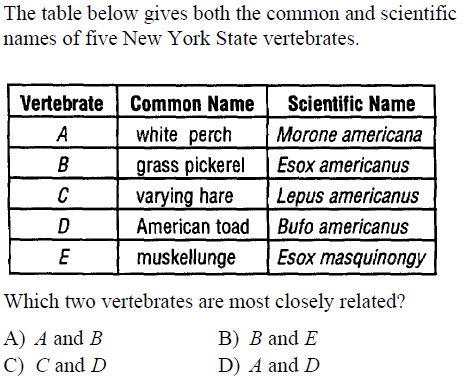 The table below gives both the common and scientific
names of five New York State vertebrates.
Vertebrate Common Name Scientific Name
A white perch Morone americana
B grass pickerel Esox americanus
C varying hare Lepus americanus
D American toad Bufo americanus
E muskellunge Esox masquinongy
Which two vertebrates are most closely related?
A) A and B B) B and E
C) C and D D) A and D